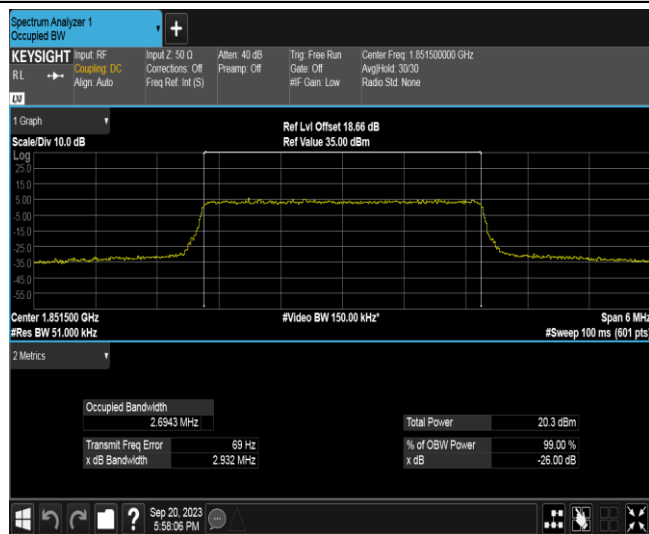 Spectrum Analyzer 1
Occupied BW
KEYSIGHT Input: RF Input Z: 50 Ω Atten: 40 dB Trig: Free Run Center Freq: 1.851500000 GHz
RL Coupling: DC Corrections: Off Preamp: Off Gate: Off Avg|Hold: 30/30
Align: Auto Freq Ref: Int (S) #IF Gain: Low Radio Std: None
LXI
1 Graph Ref Lvl Offset 18.66 dB
Scale/Div 10.0 dB Ref Value 35.00 dBm
Log
25.0
15.0
5.00
-5.00
-15.0
-25.0
-35.0
-45.0
-55.0
Center 1.851500 GHz #Video BW 150.00 kHz* Span 6 MHz
#Res BW 51.000 kHz #Sweep 100 ms (601 pts)
2 Metrics
Occupied Bandwidth
2.6943 MHz Total Power 20.3 dBm
Transmit Freq Error 69 Hz % of OBW Power 99.00 %
x dB Bandwidth 2.932 MHz x dB -26.00 dB
? Sep 20, 2023
5:58:06 PM